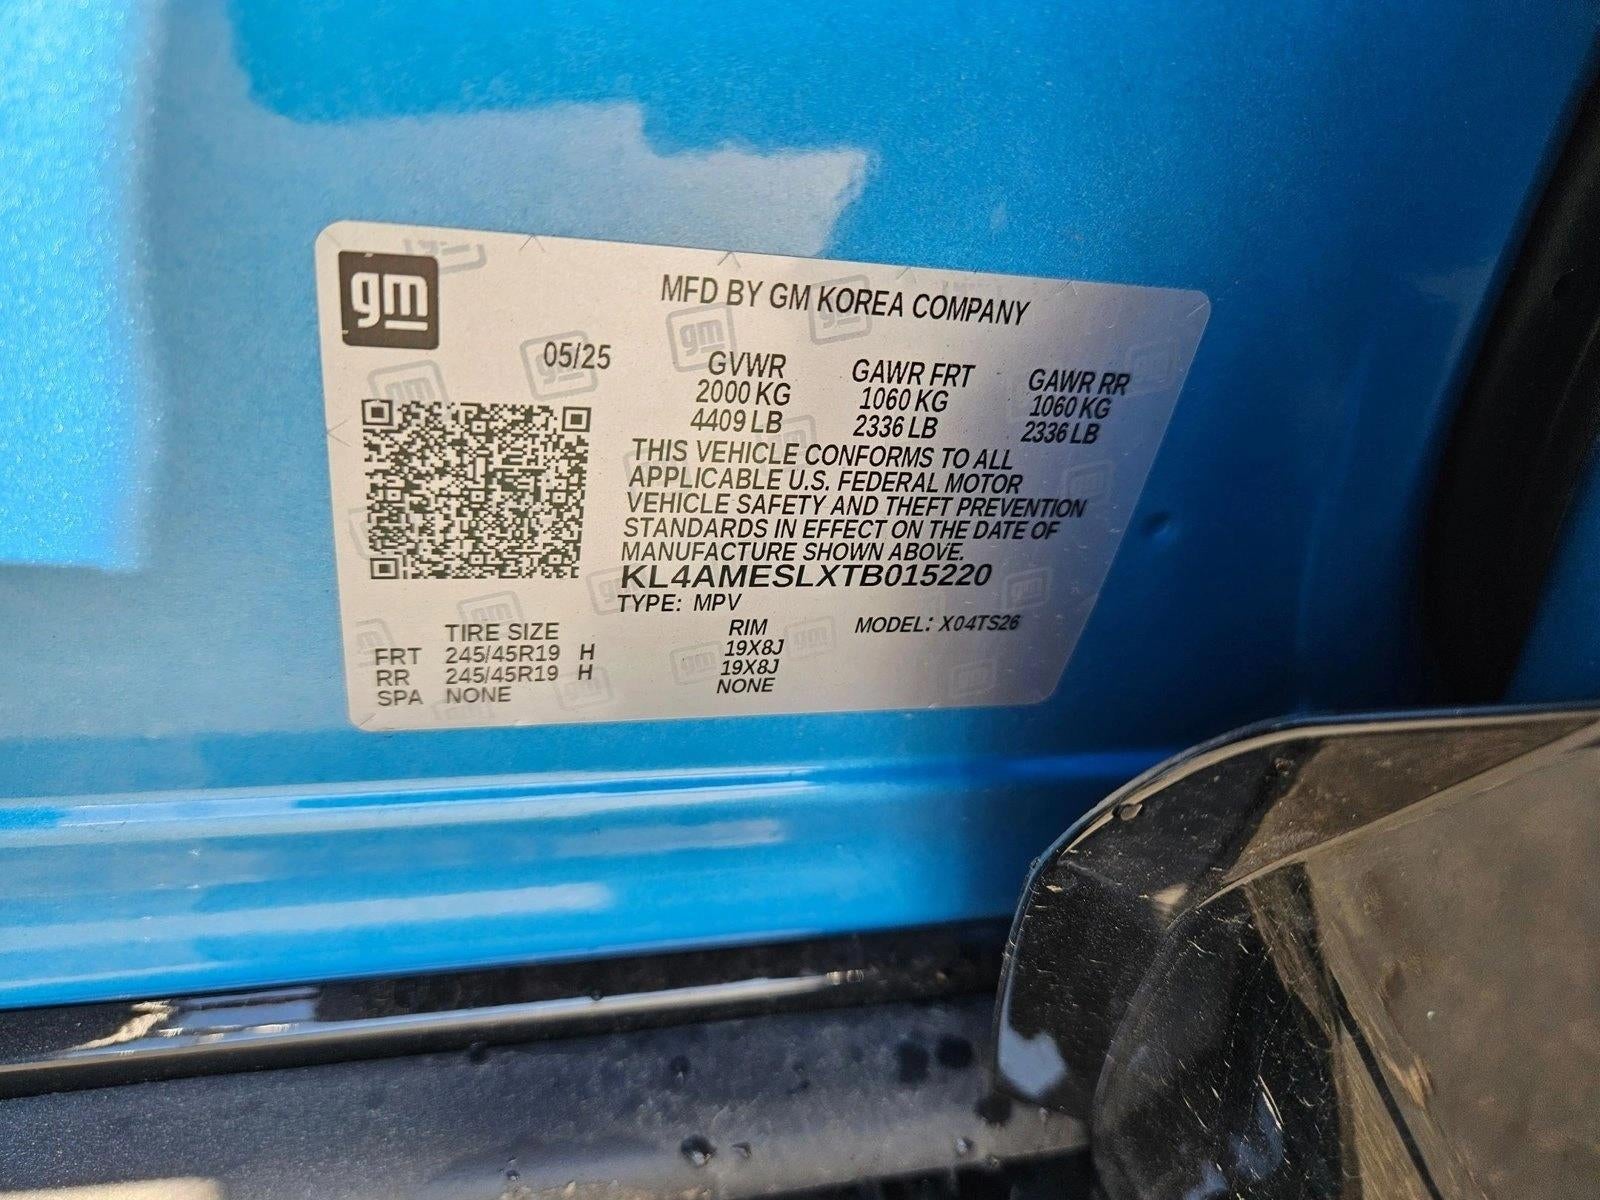 gm
MFD BY GM KOREA COMPANY
05/25 GVWR GAWR FRT GAWR RR
2000 KG 1060 KG 1060 KG
4409 LB 2336 LB 2336 LB
THIS VEHICLE CONFORMS TO ALL
APPLICABLE U.S. FEDERAL MOTOR
VEHICLE SAFETY AND THEFT PREVENTION
STANDARDS IN EFFECT ON THE DATE OF
MANUFACTURE SHOWN ABOVE.
KL4AMESLXTB015220
TYPE: MPV MODEL: X04TS26
TIRE SIZE RIM
FRT 245/45R19 H 19X8J
RR 245/45R19 H 19X8J
SPA NONE NONE